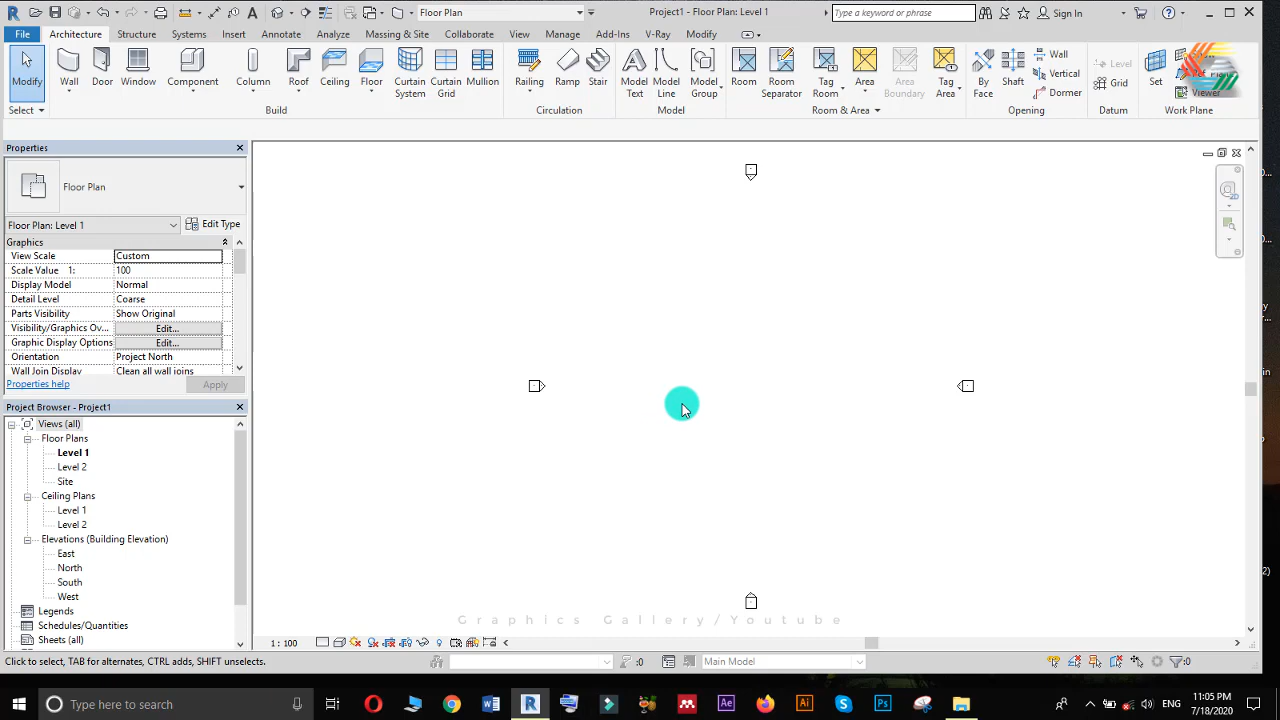 Floor Plan
Project1 - Floor Plan: Level 1
Type a keyword or phrase
Sign In
File
Architecture
Structure
Systems
Insert
Annotate
Analyze
Massing & Site
Collaborate
View
Manage
Add-Ins
V-Ray
Modify
Modify
Wall
Door
Window
Component
Column
Roof
Ceiling
Floor
Curtain System
Curtain Grid
Mullion
Railing
Ramp
Stair
Model Text
Model Line
Model Group
Room
Room Separator
Tag Room
Area
Area Boundary
Tag Area
By Face
Shaft
Wall
Vertical
Dormer
Level
Grid
Set
Viewer
Select
Build
Circulation
Model
Room & Area
Opening
Datum
Work Plane
Properties
Floor Plan
Floor Plan: Level 1
Edit Type
Graphics
View Scale Custom
Scale Value 1: 100
Display Model Normal
Detail Level Coarse
Parts Visibility Show Original
Visibility/Graphics Ov... Edit...
Graphic Display Options Edit...
Orientation Project North
Wall Join Display Clean all wall joins
Properties help
Apply
Project Browser - Project1
Views (all)
Floor Plans
Level 1
Level 2
Site
Ceiling Plans
Level 1
Level 2
Elevations (Building Elevation)
East
North
South
West
Legends
Schedules/Quantities
Sheets (all)
Graphics Gallery/Youtube
1 : 100
Click to select, TAB for alternates, CTRL adds, SHIFT unselects.
:0
Main Model
:0
Type here to search
ENG
11:05 PM
7/18/2020